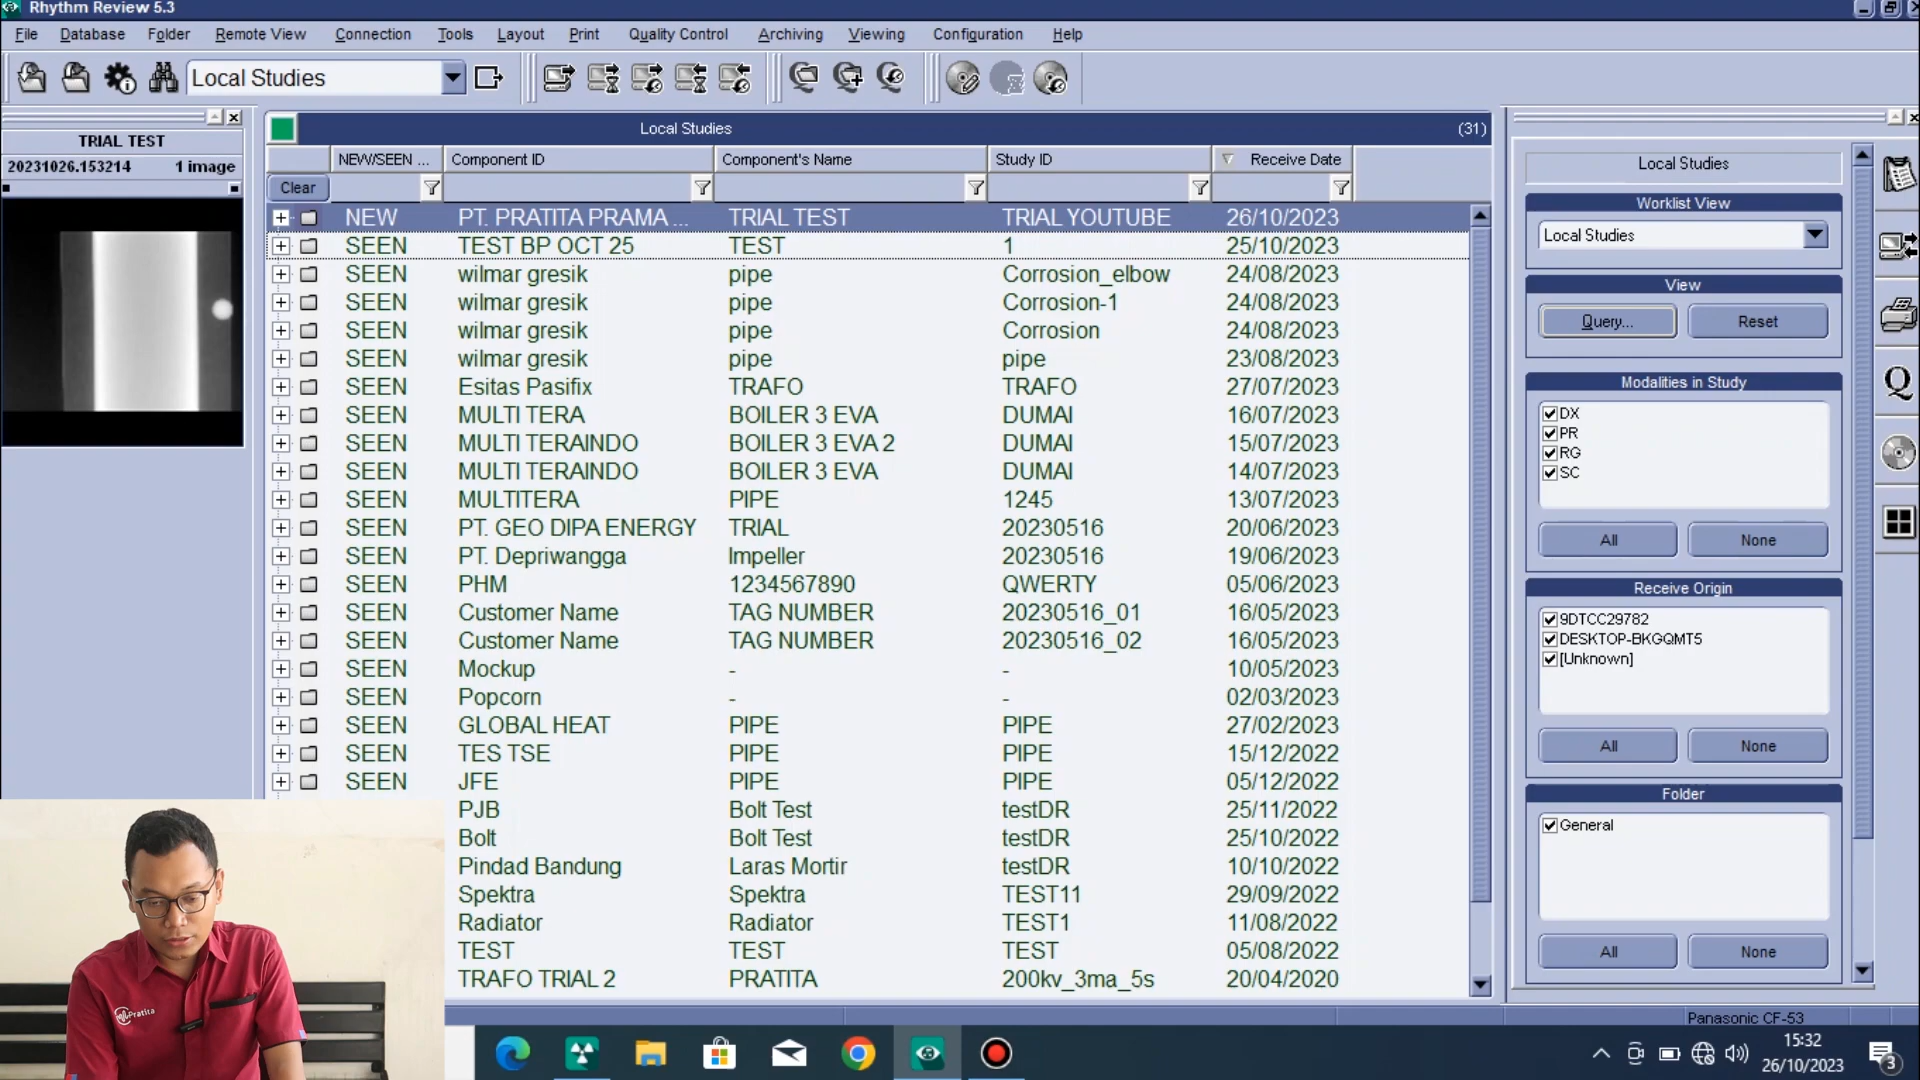 Rhythm Review 5.3
File Database Folder Remote View Connection Tools Layout Print Quality Control Archiving Viewing Configuration Help
Local Studies
TRIAL TEST
20231026.153214 1 image
Local Studies (31)
NEW/SEEN ... Component ID Component's Name Study ID Receive Date
Clear
NEW PT. PRATITA PRAMA ... TRIAL TEST TRIAL YOUTUBE 26/10/2023
SEEN TEST BP OCT 25 TEST 1 25/10/2023
SEEN wilmar gresik pipe Corrosion_elbow 24/08/2023
SEEN wilmar gresik pipe Corrosion-1 24/08/2023
SEEN wilmar gresik pipe Corrosion 24/08/2023
SEEN wilmar gresik pipe pipe 23/08/2023
SEEN Esitas Pasifix TRAFO TRAFO 27/07/2023
SEEN MULTI TERA BOILER 3 EVA DUMAI 16/07/2023
SEEN MULTI TERAINDO BOILER 3 EVA 2 DUMAI 15/07/2023
SEEN MULTI TERAINDO BOILER 3 EVA DUMAI 14/07/2023
SEEN MULTITERA PIPE 1245 13/07/2023
SEEN PT. GEO DIPA ENERGY TRIAL 20230516 20/06/2023
SEEN PT. Depriwangga Impeller 20230516 19/06/2023
SEEN PHM 1234567890 QWERTY 05/06/2023
SEEN Customer Name TAG NUMBER 20230516_01 16/05/2023
SEEN Customer Name TAG NUMBER 20230516_02 16/05/2023
SEEN Mockup - - 10/05/2023
SEEN Popcorn - - 02/03/2023
SEEN GLOBAL HEAT PIPE PIPE 27/02/2023
SEEN TES TSE PIPE PIPE 15/12/2022
SEEN JFE PIPE PIPE 05/12/2022
PJB Bolt Test testDR 25/11/2022
Bolt Bolt Test testDR 25/10/2022
Pindad Bandung Laras Mortir testDR 10/10/2022
Spektra Spektra TEST11 29/09/2022
Radiator Radiator TEST1 11/08/2022
TEST TEST TEST 05/08/2022
TRAFO TRIAL 2 PRATITA 200kv_3ma_5s 20/04/2020
Local Studies
Worklist View
Local Studies
View
Query... Reset
Modalities in Study
DX
PR
RG
SC
All None
Receive Origin
9DTCC29782
DESKTOP-BKGQMT5
[Unknown]
All None
Folder
General
All None
Q
Pratita
Panasonic CF-53
15:32
26/10/2023
3